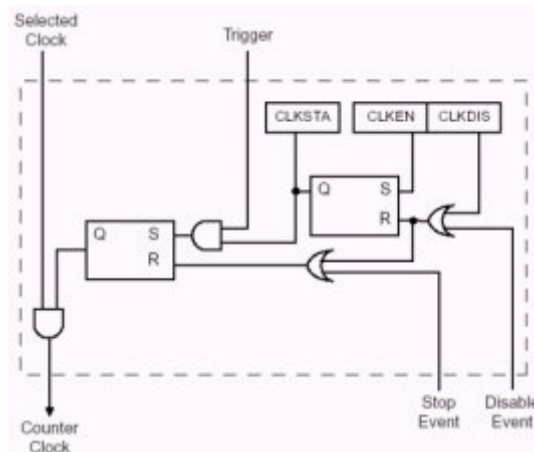 Selected
Clock
Trigger
CLKSTA
CLKEN
CLKDIS
Q
S
R
Q
S
R
Stop
Event
Disable
Event
Counter
Clock